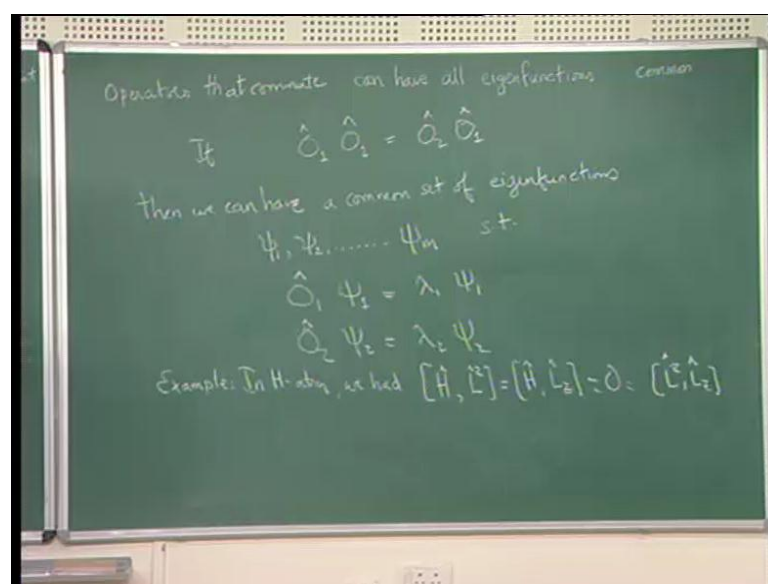 Operators that commute can have all eigenfunctions common
If Ô₁ Ô₁ = Ô₂ Ô₁
then we can have a common set of eigenfunctions
Ψ₁, Ψ₂, ....... Ψₘ s.t.
Ô₁ Ψ₁ = λ₁ Ψ₁
Ô₂ Ψ₂ = λ₂ Ψ₂
Example: In H-atom, we had [Ĥ, L̂²] = [Ĥ, L̂z] = 0 = [L̂², L̂z]